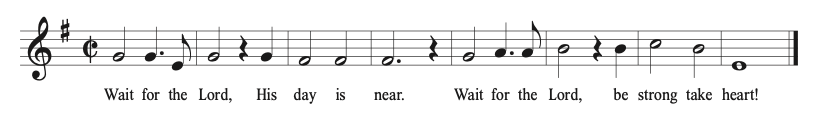 Wait for the Lord, His day is near. Wait for the Lord, be strong take heart!